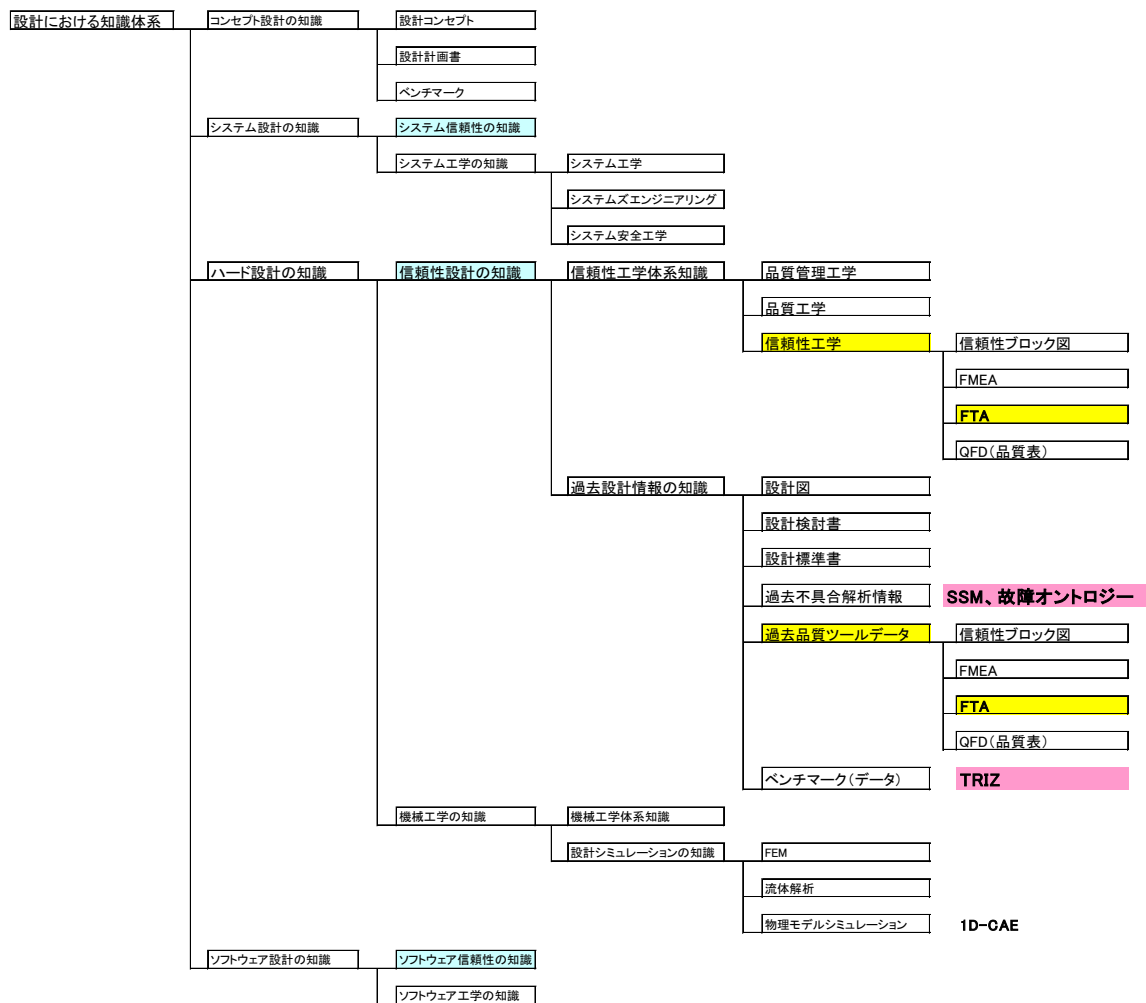 設計における知識体系
コンセプト設計の知識
設計コンセプト
設計計画書
ベンチマーク
システム設計の知識
システム信頼性の知識
システム工学の知識
システム工学
システムズエンジニアリング
システム安全工学
ハード設計の知識
信頼性設計の知識
信頼性工学体系知識
品質管理工学
品質工学
信頼性工学
信頼性ブロック図
FMEA
FTA
QFD(品質表)
過去設計情報の知識
設計図
設計検討書
設計標準書
過去不具合解析情報
SSM、故障オントロジー
過去品質ツールデータ
信頼性ブロック図
FMEA
FTA
QFD(品質表)
ベンチマーク(データ)
TRIZ
機械工学の知識
機械工学体系知識
設計シミュレーションの知識
FEM
流体解析
物理モデルシミュレーション
1D-CAE
ソフトウェア設計の知識
ソフトウェア信頼性の知識
ソフトウェア工学の知識